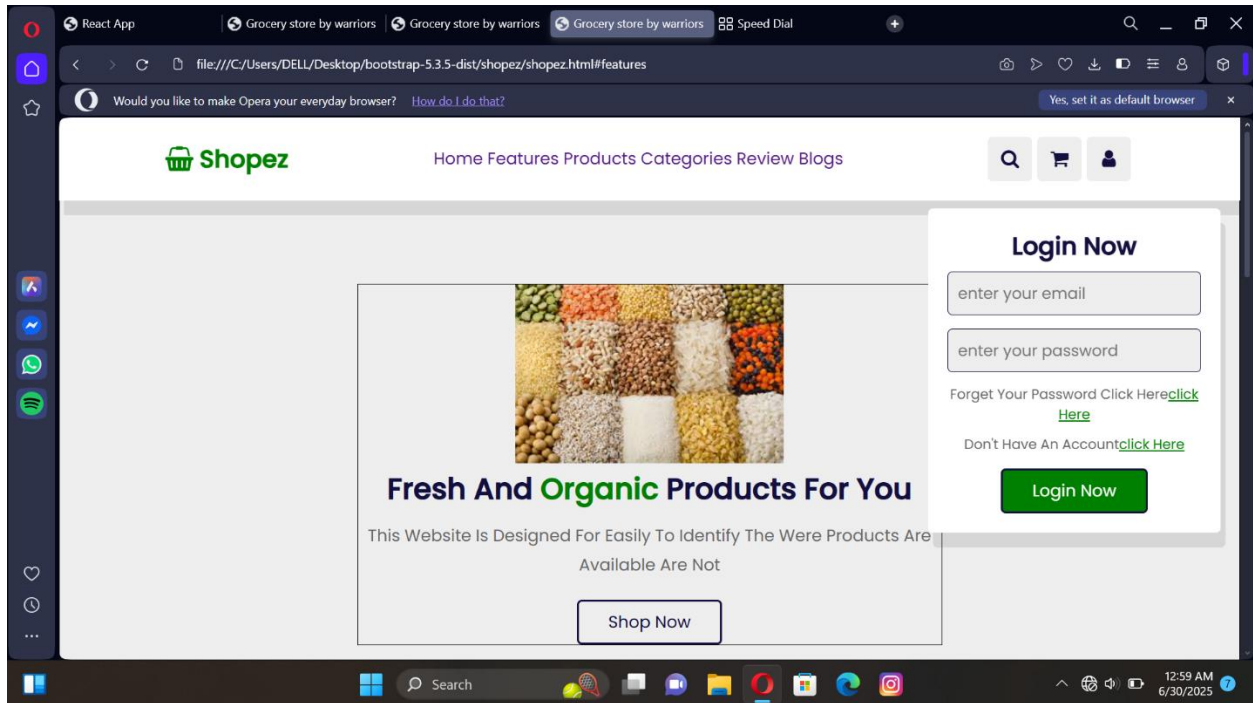 React App
Grocery store by warriors
Grocery store by warriors
Grocery store by warriors
Speed Dial
file:///C:/Users/DELL/Desktop/bootstrap-5.3.5-dist/shopez/shopez.html#features
Would you like to make Opera your everyday browser? How do I do that?
Yes, set it as default browser
Shopez
Home Features Products Categories Review Blogs
Login Now
enter your email
enter your password
Forget Your Password Click Hereclick
Here
Don't Have An Accountclick Here
Login Now
Fresh And Organic Products For You
This Website Is Designed For Easily To Identify The Were Products Are
Available Are Not
Shop Now
Search
12:59 AM
6/30/2025
7